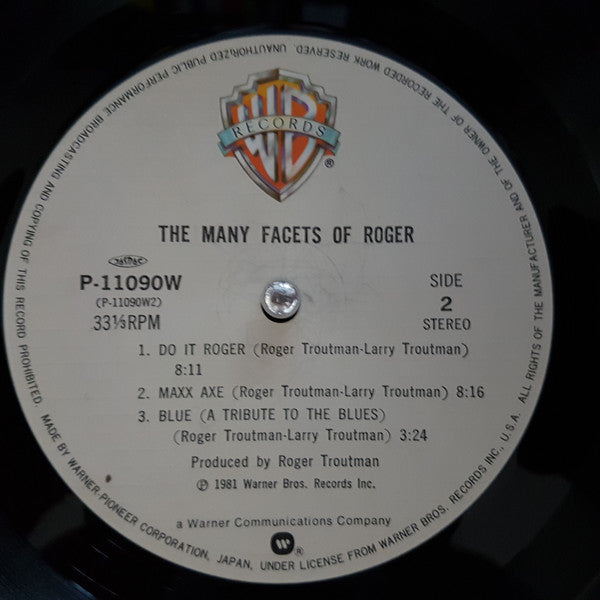 WB
RECORDS
®
THE MANY FACETS OF ROGER
JASRAC
P-11090W
(P-11090W2)
33⅓RPM
SIDE
2
STEREO
1. DO IT ROGER (Roger Troutman-Larry Troutman)
8:11
2. MAXX AXE (Roger Troutman-Larry Troutman) 8:16
3. BLUE (A TRIBUTE TO THE BLUES)
(Roger Troutman-Larry Troutman) 3:24
Produced by Roger Troutman
℗ 1981 Warner Bros. Records Inc.
a Warner Communications Company
W ®
MADE BY WARNER-PIONEER CORPORATION, JAPAN, UNDER LICENSE FROM WARNER BROS. RECORDS INC., U.S.A. ALL RIGHTS OF THE MANUFACTURER AND OF THE OWNER OF THE RECORDED WORK RESERVED. UNAUTHORIZED PUBLIC PERFORMANCE BROADCASTING AND COPYING OF THIS RECORD PROHIBITED.